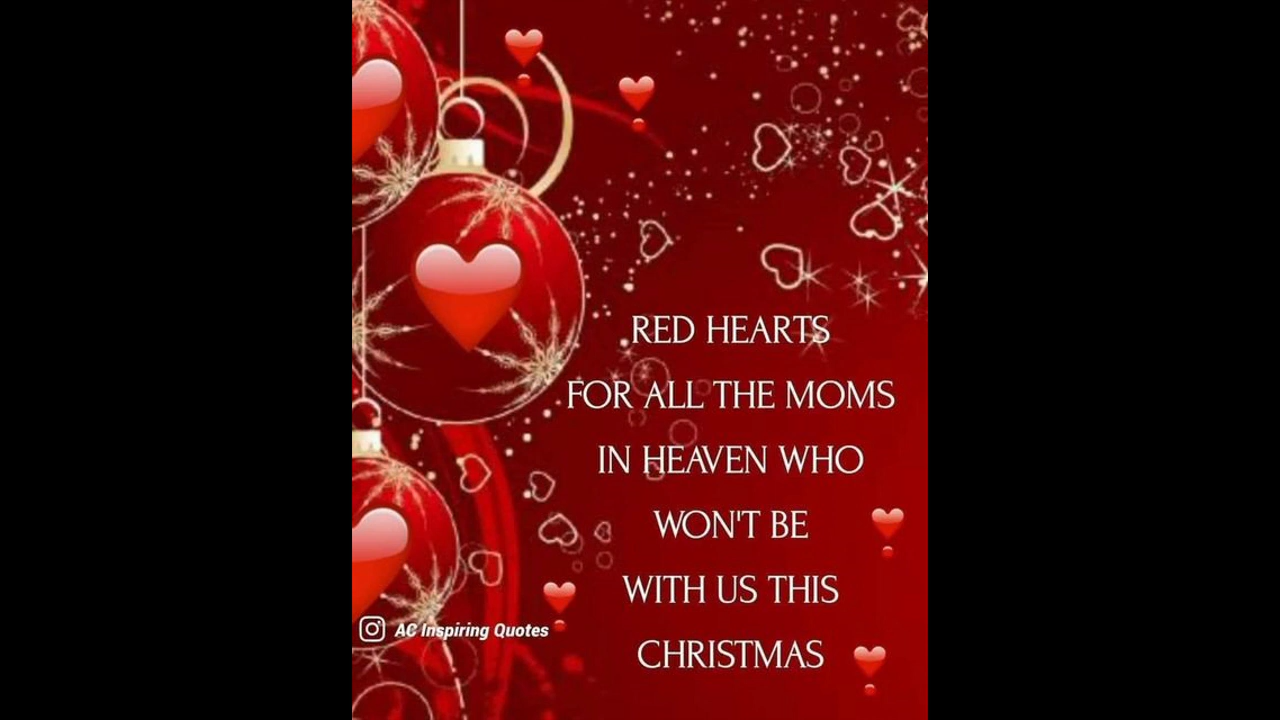 RED HEARTS
FOR ALL THE MOMS
IN HEAVEN WHO
WON'T BE
WITH US THIS
CHRISTMAS
AC Inspiring Quotes